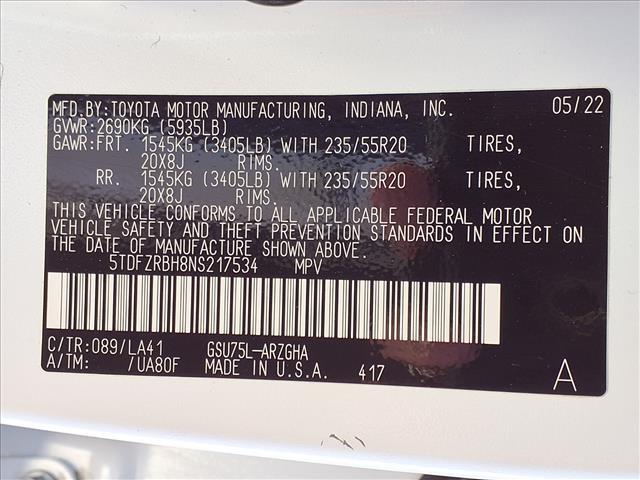 MFD.BY:TOYOTA MOTOR MANUFACTURING, INDIANA, INC. 05/22
GVWR:2690KG (5935LB)
GAWR:FRT. 1545KG (3405LB) WITH 235/55R20 TIRES,
20X8J RIMS.
RR. 1545KG (3405LB) WITH 235/55R20 TIRES,
20X8J RIMS.
THIS VEHICLE CONFORMS TO ALL APPLICABLE FEDERAL MOTOR
VEHICLE SAFETY AND THEFT PREVENTION STANDARDS IN EFFECT ON
THE DATE OF MANUFACTURE SHOWN ABOVE.
5TDFZRBH8NS217534 MPV
C/TR:089/LA41 GSU75L-ARZGHA
A/TM: /UA80F MADE IN U.S.A. 417 A